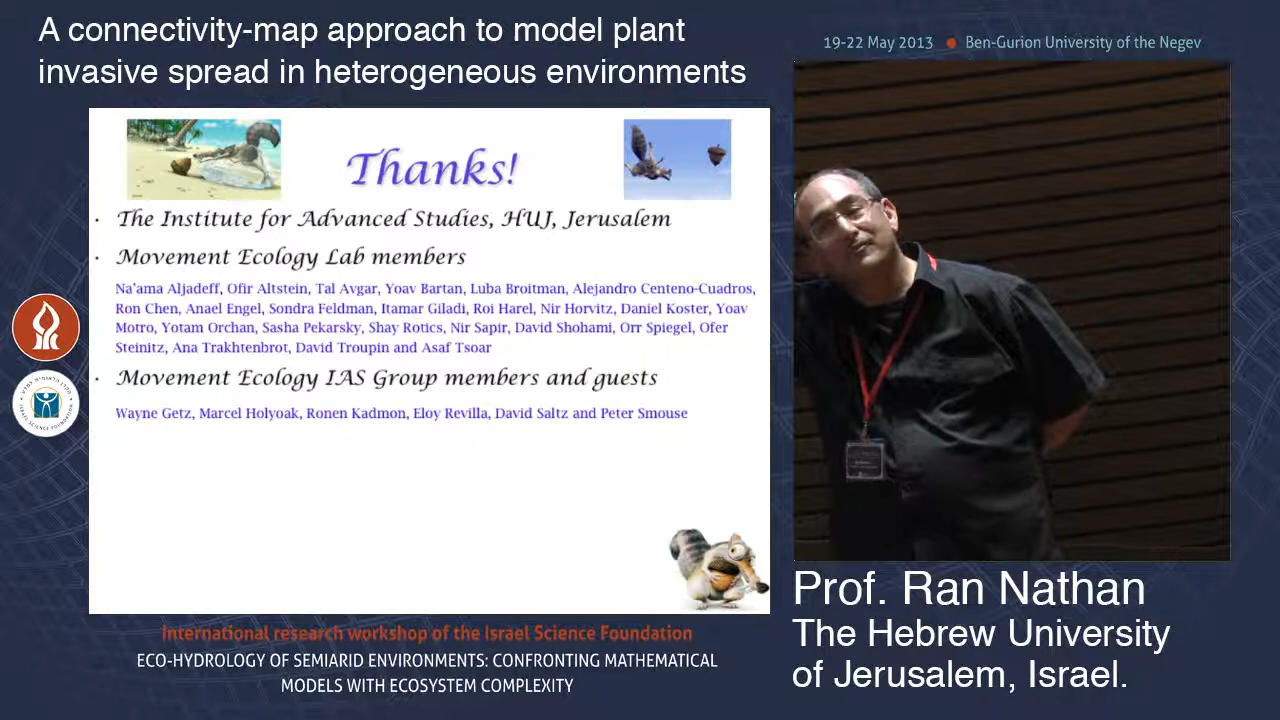 A connectivity-map approach to model plant
invasive spread in heterogeneous environments
19-22 May 2013 ● Ben-Gurion University of the Negev
Thanks!
· The Institute for Advanced Studies, HUJ, Jerusalem
· Movement Ecology Lab members
Na'ama Aljadeff, Ofir Altstein, Tal Avgar, Yoav Bartan, Luba Broitman, Alejandro Centeno-Cuadros,
Ron Chen, Anael Engel, Sondra Feldman, Itamar Giladi, Roi Harel, Nir Horvitz, Daniel Koster, Yoav
Motro, Yotam Orchan, Sasha Pekarsky, Shay Rotics, Nir Sapir, David Shohami, Orr Spiegel, Ofer
Steinitz, Ana Trakhtenbrot, David Troupin and Asaf Tsoar
· Movement Ecology IAS Group members and guests
Wayne Getz, Marcel Holyoak, Ronen Kadmon, Eloy Revilla, David Saltz and Peter Smouse
ISRAEL SCIENCE FOUNDATION
International research workshop of the Israel Science Foundation
ECO-HYDROLOGY OF SEMIARID ENVIRONMENTS: CONFRONTING MATHEMATICAL
MODELS WITH ECOSYSTEM COMPLEXITY
Prof. Ran Nathan
The Hebrew University
of Jerusalem, Israel.